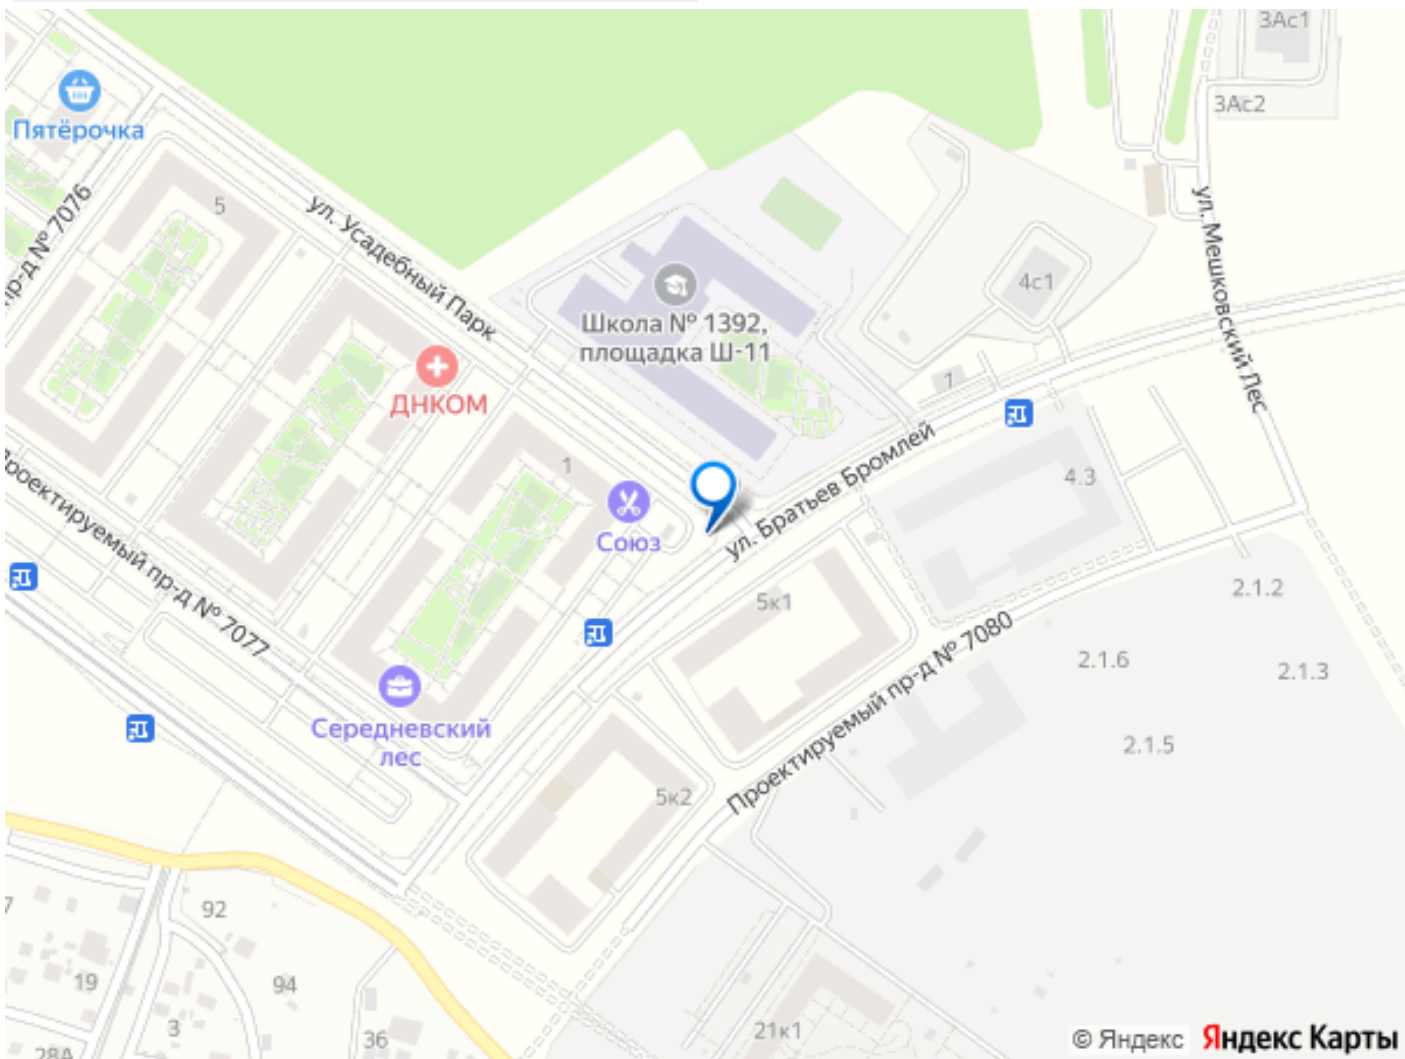 3Ас1
3Ас2
Пятёрочка
5
пр-д № 7076
ул. Усадебный Парк
ул. Мешковский Лес
4с1
Школа № 1392,
площадка Ш-11
ДНКОМ
1
1
ул. Братьев Бромлей
4.3
Союз
Проектируемый пр-д № 7077
5к1
2.1.2
2.1.6
2.1.3
Проектируемый пр-д № 7080
Середневский
лес
2.1.5
5к2
92
7
19
94
3
36
28А
21к1
© Яндекс Яндекс Карты